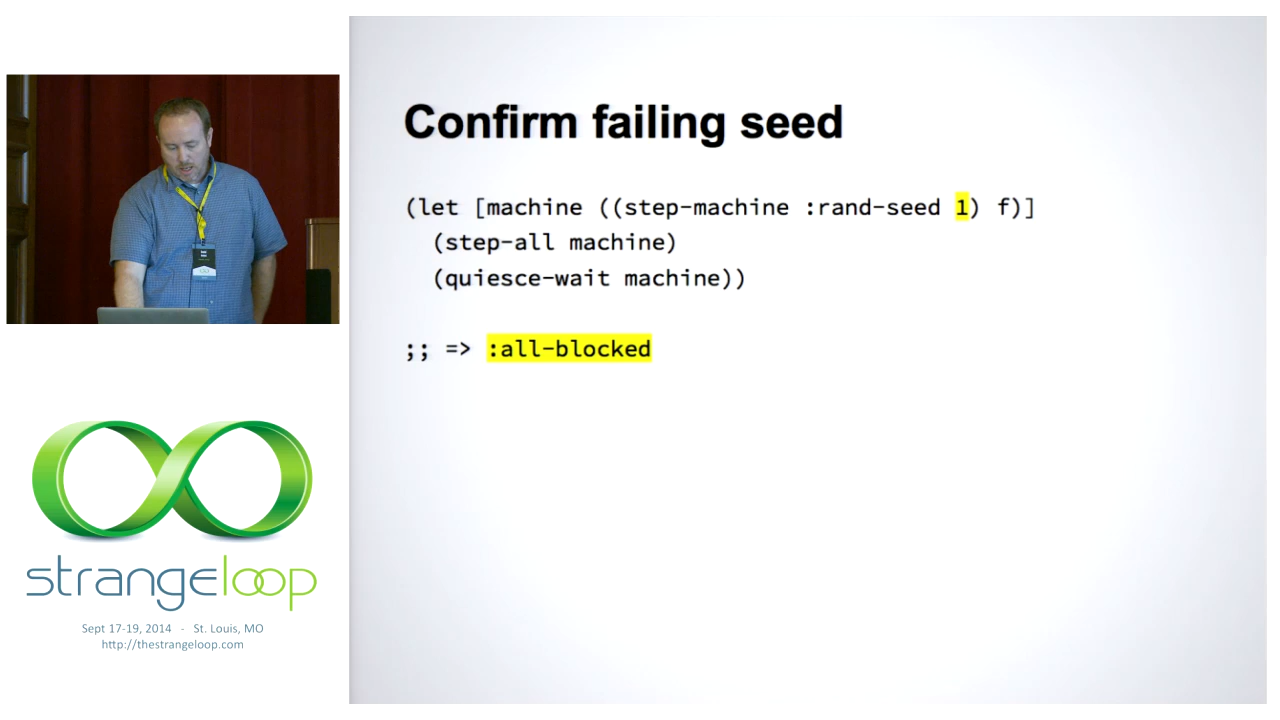 Confirm failing seed
(let [machine ((step-machine :rand-seed 1) f)]
(step-all machine)
(quiesce-wait machine))
;; => :all-blocked
strangeloop
Sept 17-19, 2014 - St. Louis, MO
http://thestrangeloop.com